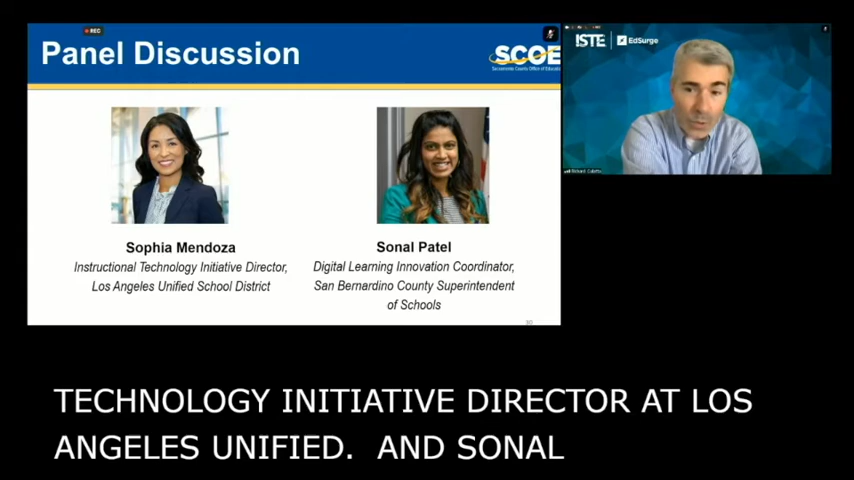 REC
Panel Discussion
SCOE
Sacramento County Office of Educat
ISTE | EdSurge
Sophia Mendoza
Instructional Technology Initiative Director,
Los Angeles Unified School District
Sonal Patel
Digital Learning Innovation Coordinator,
San Bernardino County Superintendent
of Schools
30
TECHNOLOGY INITIATIVE DIRECTOR AT LOS
ANGELES UNIFIED.  AND SONAL